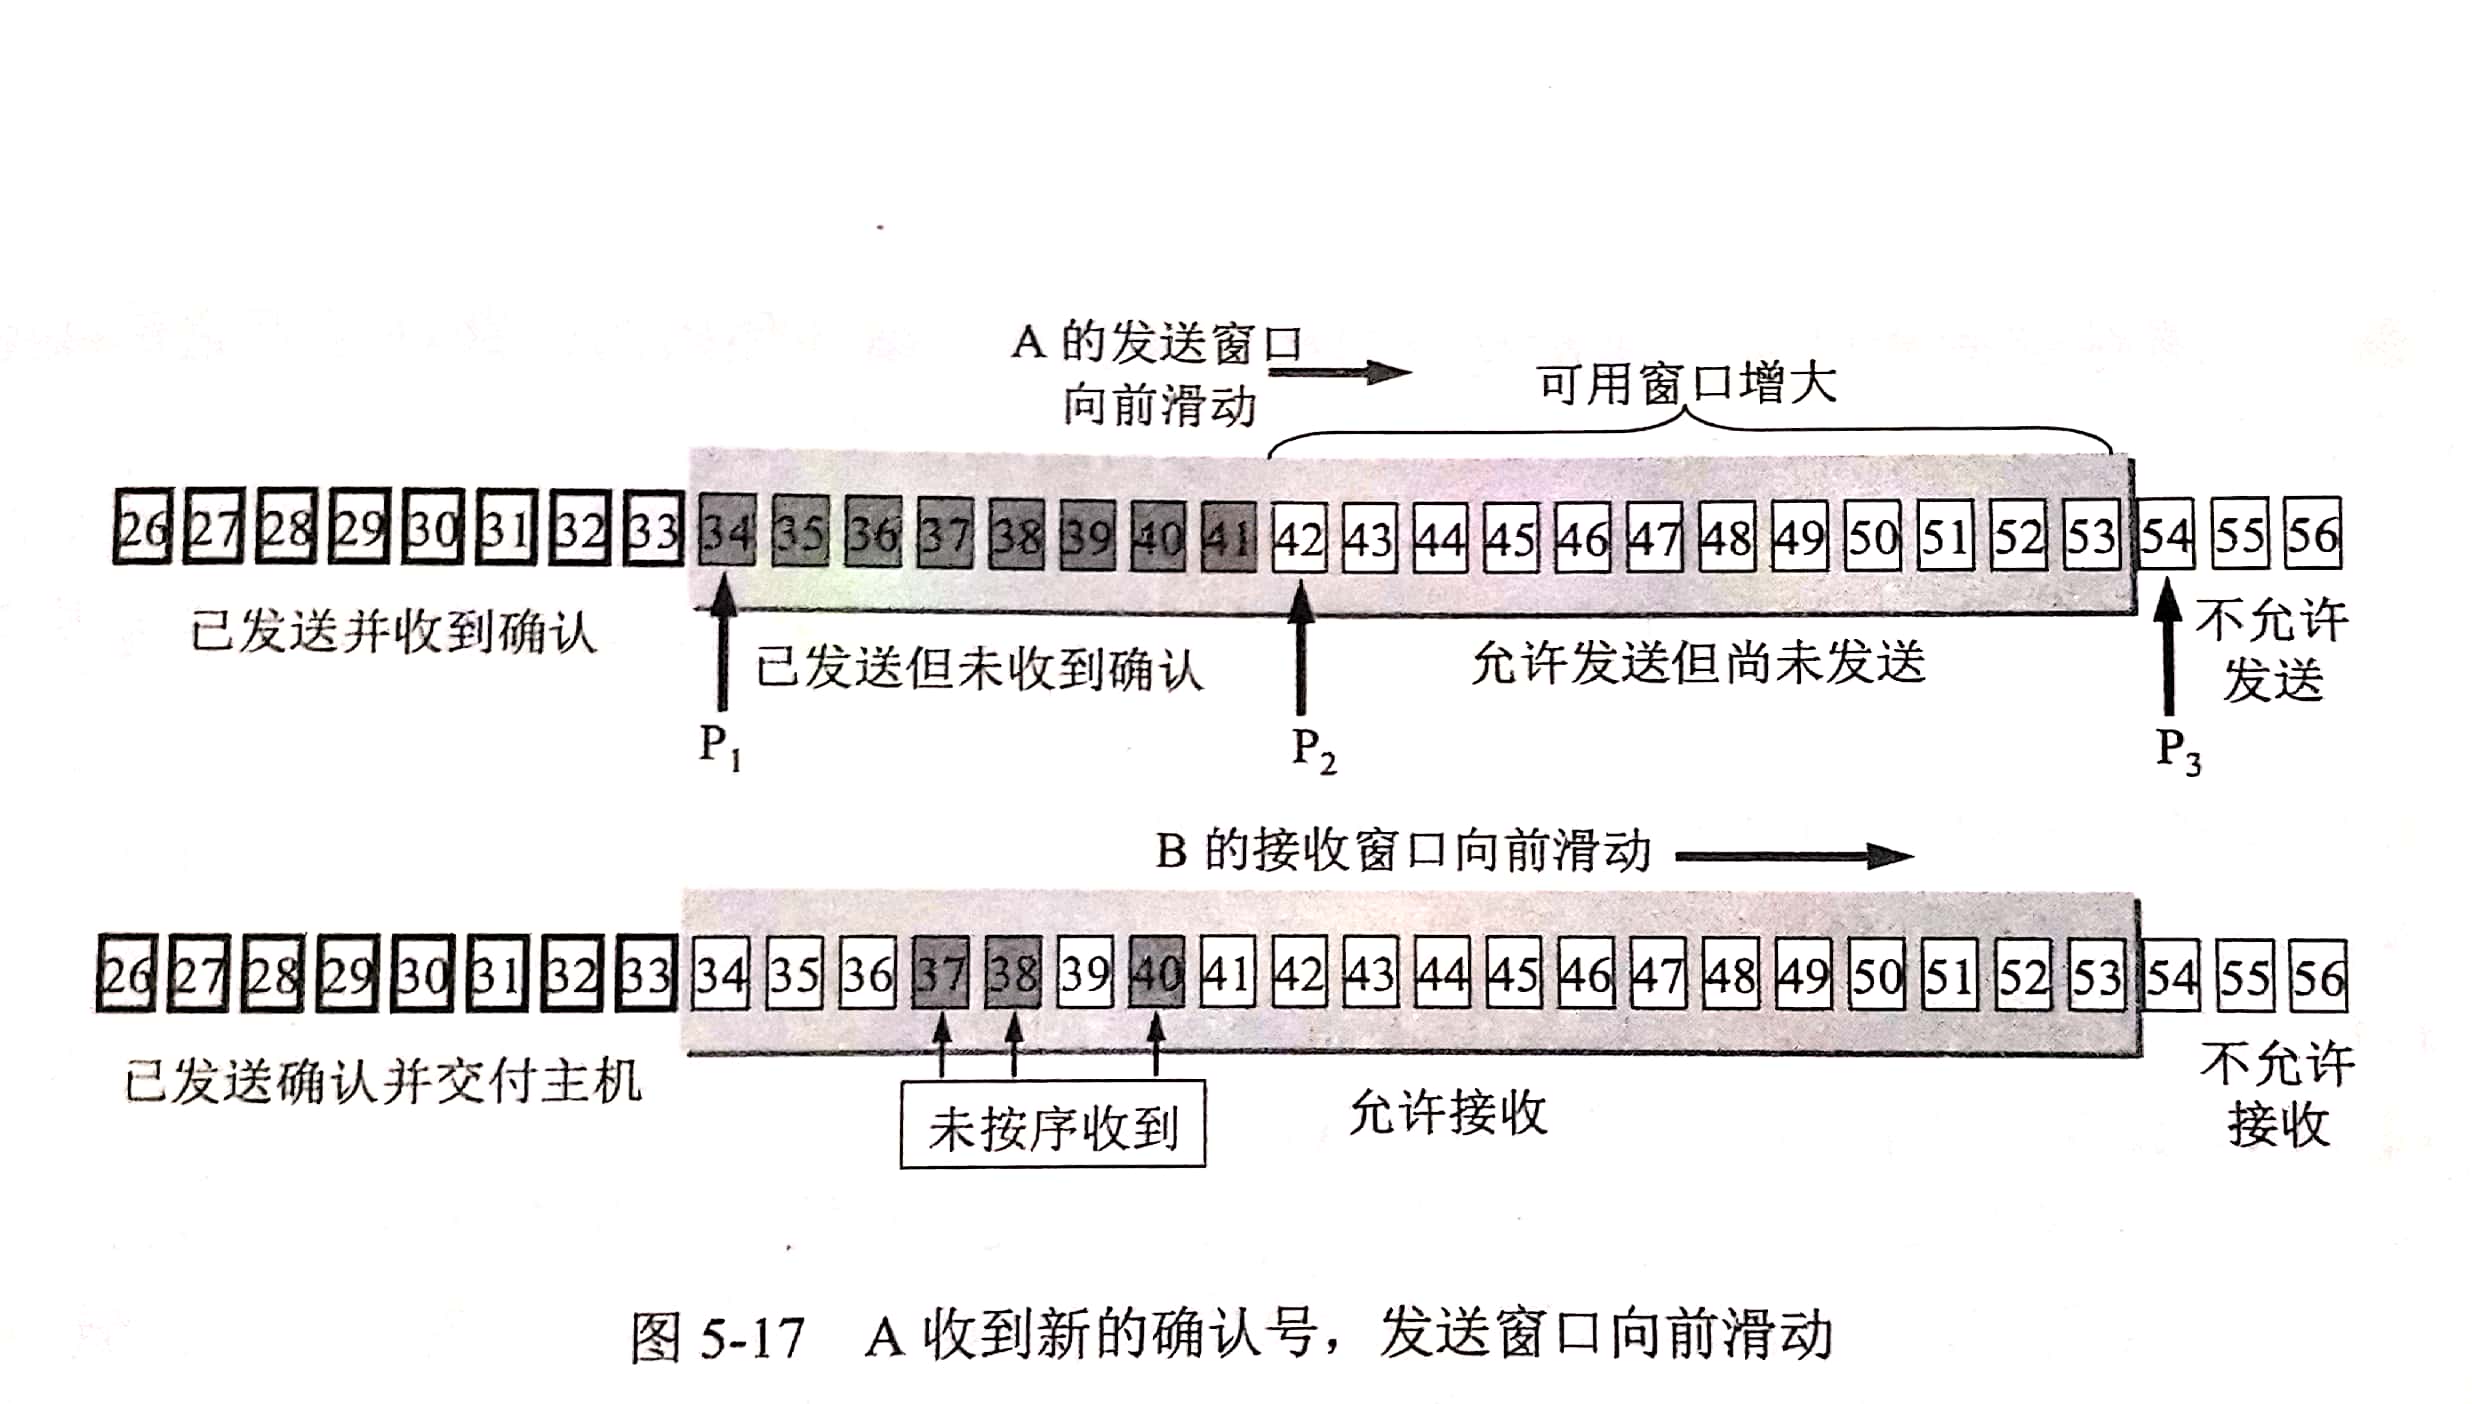 A 的发送窗口
向前滑动
可用窗口增大
26 27 28 29 30 31 32 33 34 35 36 37 38 39 40 41 42 43 44 45 46 47 48 49 50 51 52 53 54 55 56
已发送并收到确认
已发送但未收到确认
允许发送但尚未发送
不允许
发送
P1
P2
P3
B 的接收窗口向前滑动
26 27 28 29 30 31 32 33 34 35 36 37 38 39 40 41 42 43 44 45 46 47 48 49 50 51 52 53 54 55 56
已发送确认并交付主机
未按序收到
允许接收
不允许
接收
图 5-17 A 收到新的确认号，发送窗口向前滑动